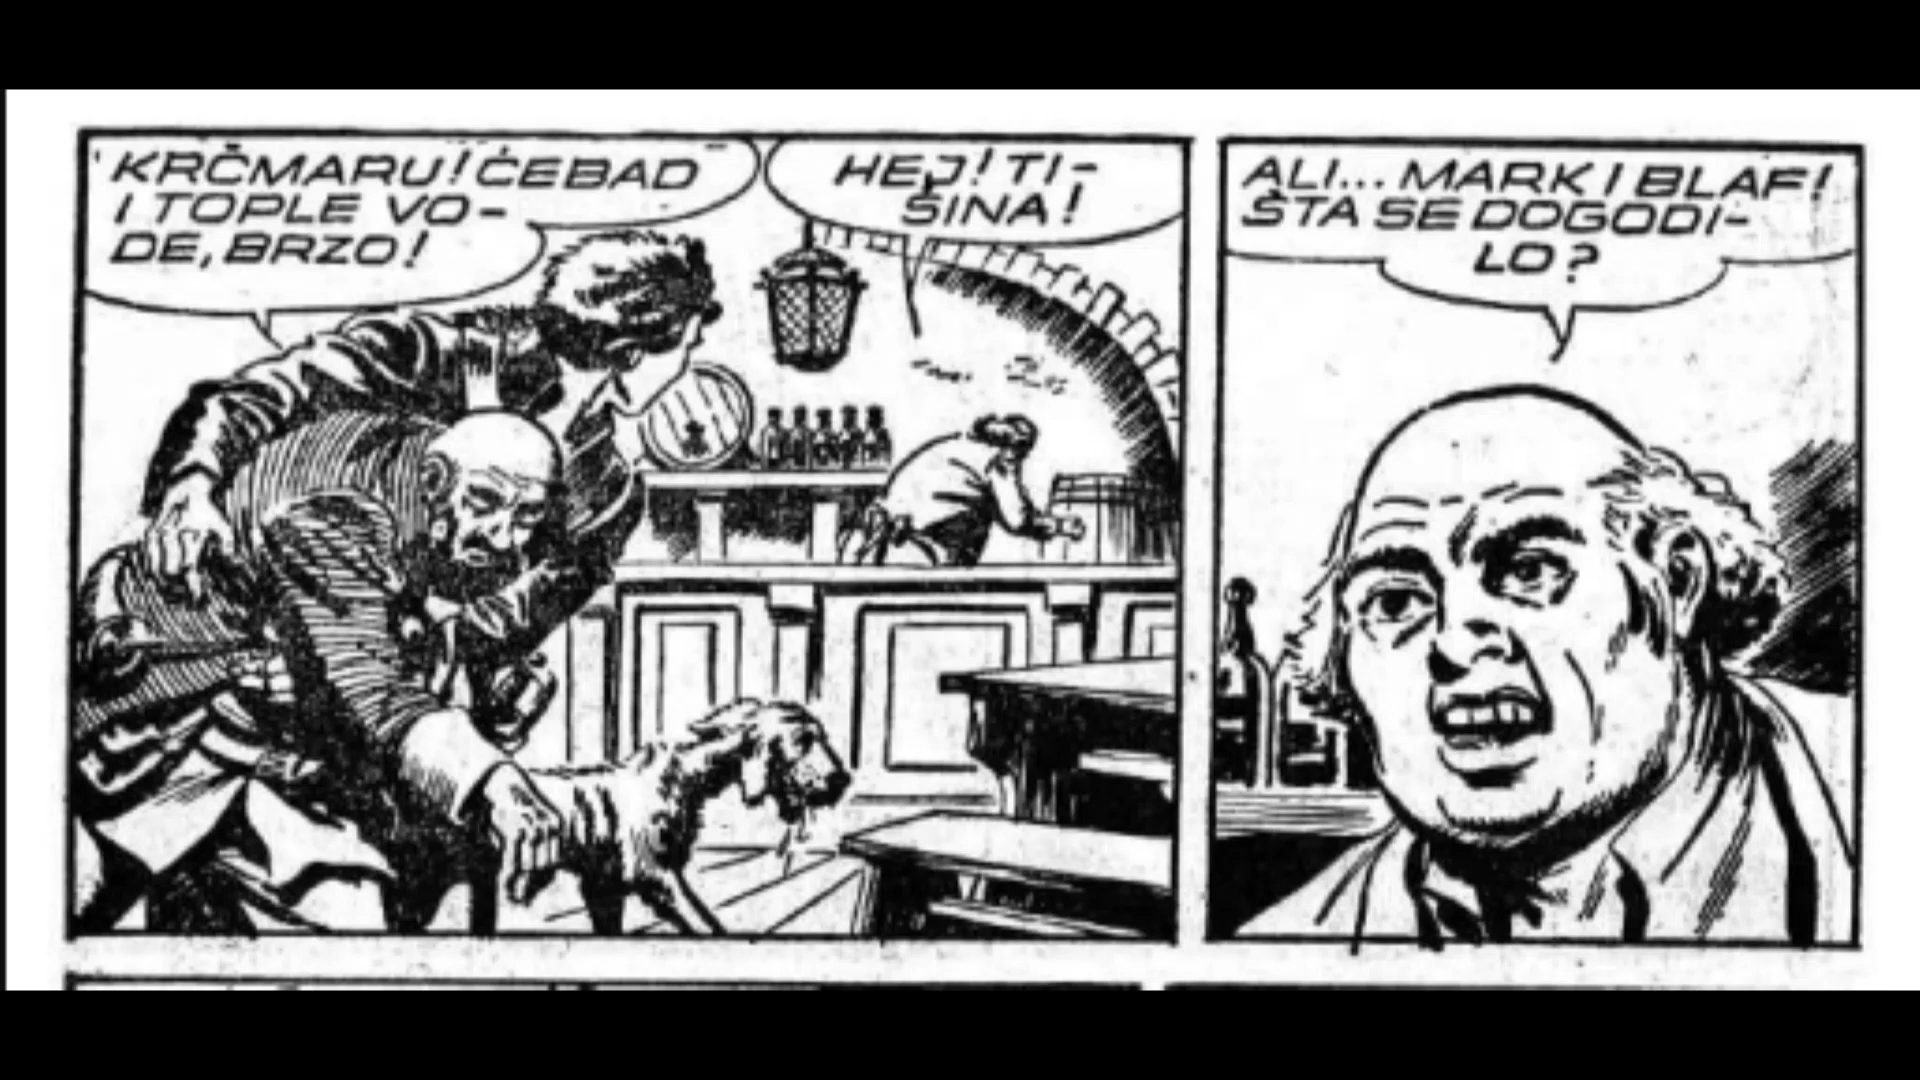 KRČMARU! ĆEBAD
I TOPLE VO-
DE, BRZO!
HEJ! TI-
ŠINA!
ALI... MARK I BLAF!
ŠTA SE DOGODI-
LO?